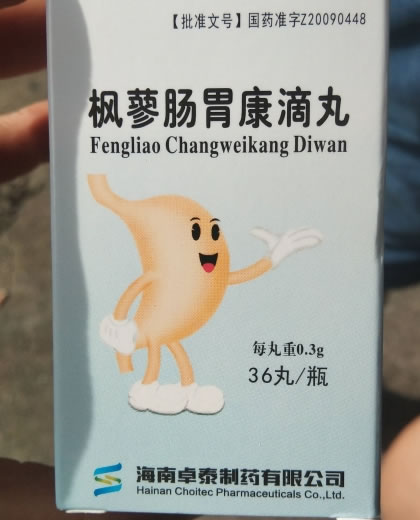 【批准文号】国药准字Z20090448
枫蓼肠胃康滴丸
Fengliao Changweikang Diwan
每丸重0.3g
36丸/瓶
海南卓泰制药有限公司
Hainan Choitec Pharmaceuticals Co.,Ltd.